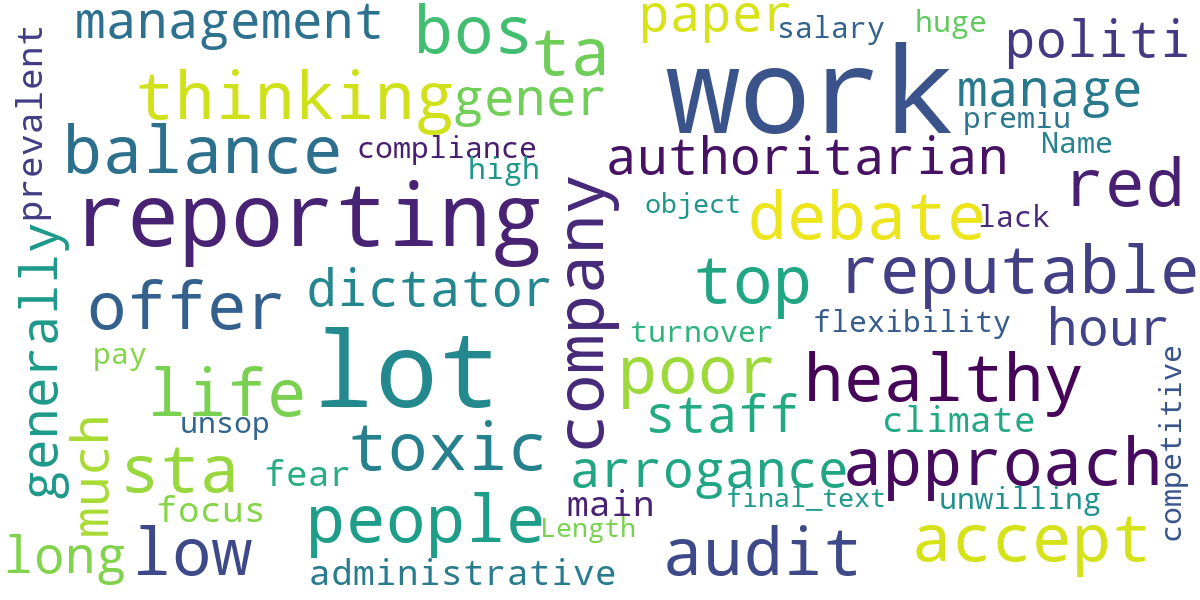 management
bos
ta
paper
salary
huge
politi
prevalent
thinking
gener
work
manage
premiu
Name
balance
compliance
high
authoritarian
red
reporting
object
debate
lack
generally
offer
dictator
company
top
reputable
pay
life
lot
turnover
flexibility
hour
unsop
poor
healthy
competitive
much
sta
fear
toxic
staff
climate
arrogance
approach
focus
people
Length
main
final_text
unwilling
long
low
administrative
audit
accept